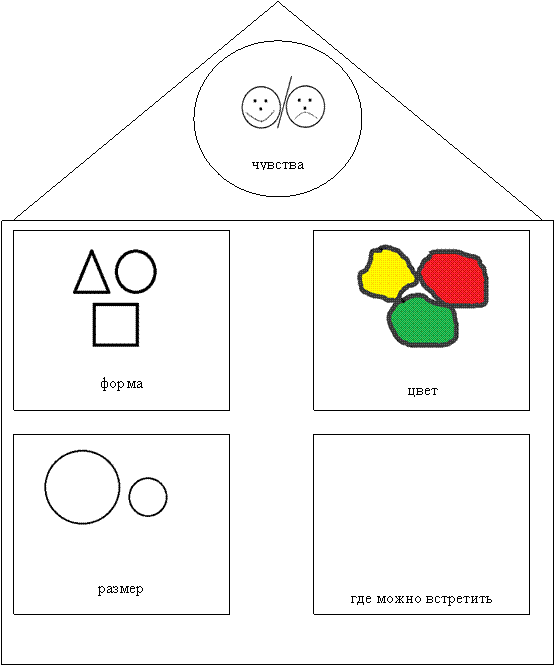 чувства
форма
цвет
размер
где можно встретить